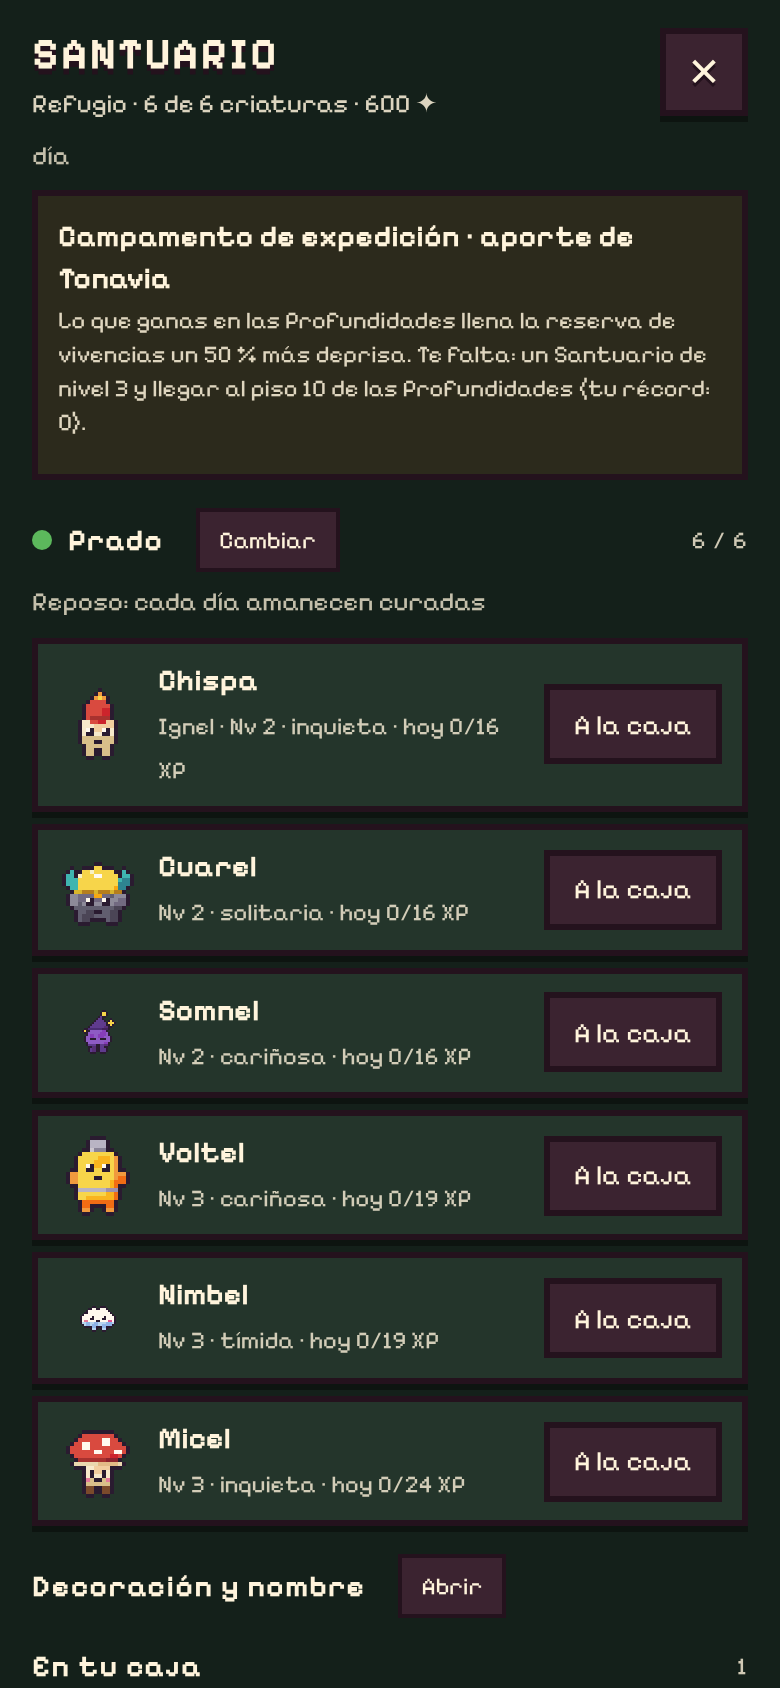 SANTUARIO
Refugio · 6 de 6 criaturas · 600 ✦
día
Campamento de expedición · aporte de
Tonavia
Lo que ganas en las Profundidades llena la reserva de
vivencias un 50 % más deprisa. Te falta: un Santuario de
nivel 3 y llegar al piso 10 de las Profundidades (tu récord:
0).
Prado
Cambiar
6 / 6
Reposo: cada día amanecen curadas
Chispa
Ignel · Nv 2 · inquieta · hoy 0/16
XP
A la caja
Cuarel
Nv 2 · solitaria · hoy 0/16 XP
A la caja
Somnel
Nv 2 · cariñosa · hoy 0/16 XP
A la caja
Voltel
Nv 3 · cariñosa · hoy 0/19 XP
A la caja
Nimbel
Nv 3 · tímida · hoy 0/19 XP
A la caja
Micel
Nv 3 · inquieta · hoy 0/24 XP
A la caja
Decoración y nombre
Abrir
En tu caja
1